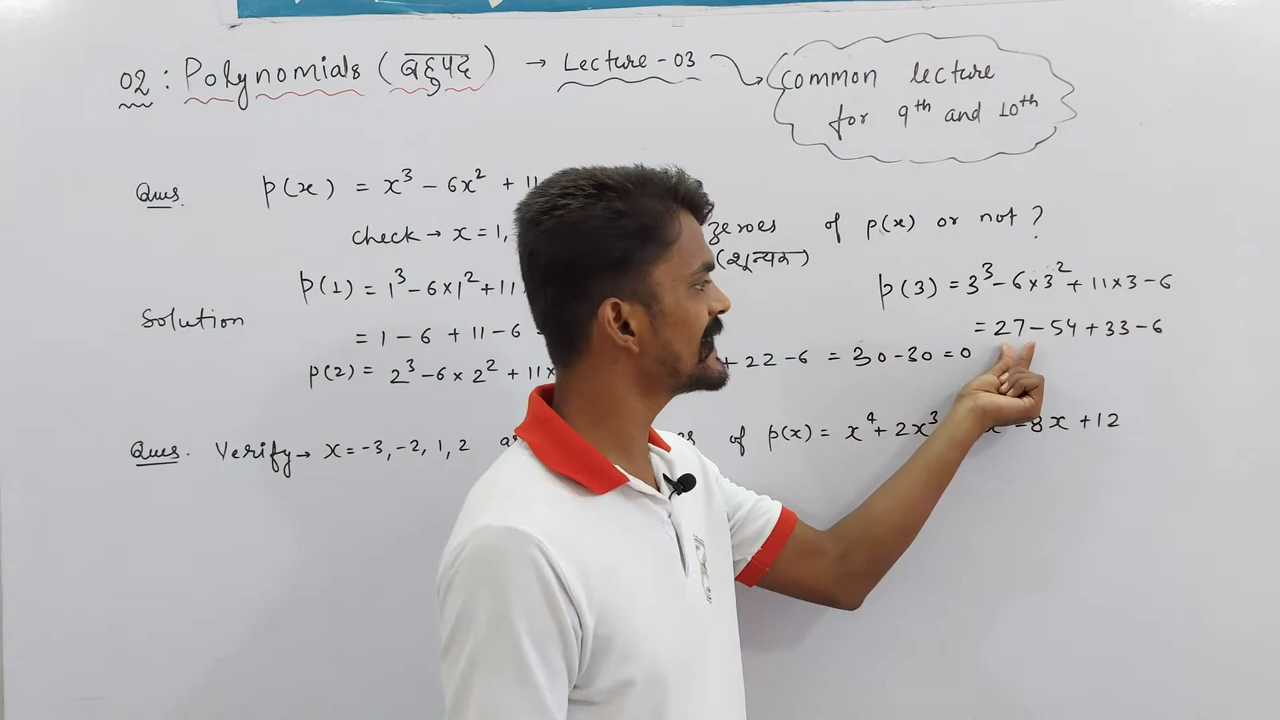 02 : Polynomials (बहुपद) → Lecture - 03
common lecture
for 9th and 10th
Ques. p(x) = x³ - 6x² + 11
check → x = 1, zeroes of p(x) or not ?
(शून्यक)
Solution
p(1) = 1³ - 6×1² + 11
= 1 - 6 + 11 - 6
p(2) = 2³ - 6×2² + 11× + 22 - 6 = 30 - 30 = 0
p(3) = 3³ - 6×3² + 11×3 - 6
= 27 - 54 + 33 - 6
Ques. Verify → x = -3, -2, 1, 2 of p(x) = x⁴ + 2x³ - 8x + 12